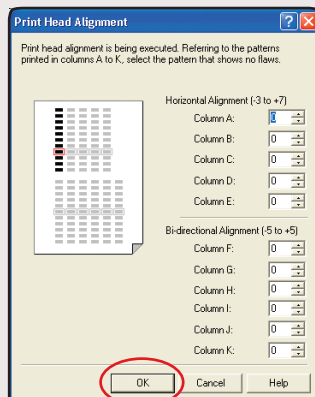 Print Head Alignment
Print head alignment is being executed. Referring to the patterns
printed in columns A to K, select the pattern that shows no flaws.
Horizontal Alignment (-3 to +7)
Column A: 0
Column B: 0
Column C: 0
Column D: 0
Column E: 0
Bi-directional Alignment (-5 to +5)
Column F: 0
Column G: 0
Column H: 0
Column I: 0
Column J: 0
Column K: 0
OK Cancel Help